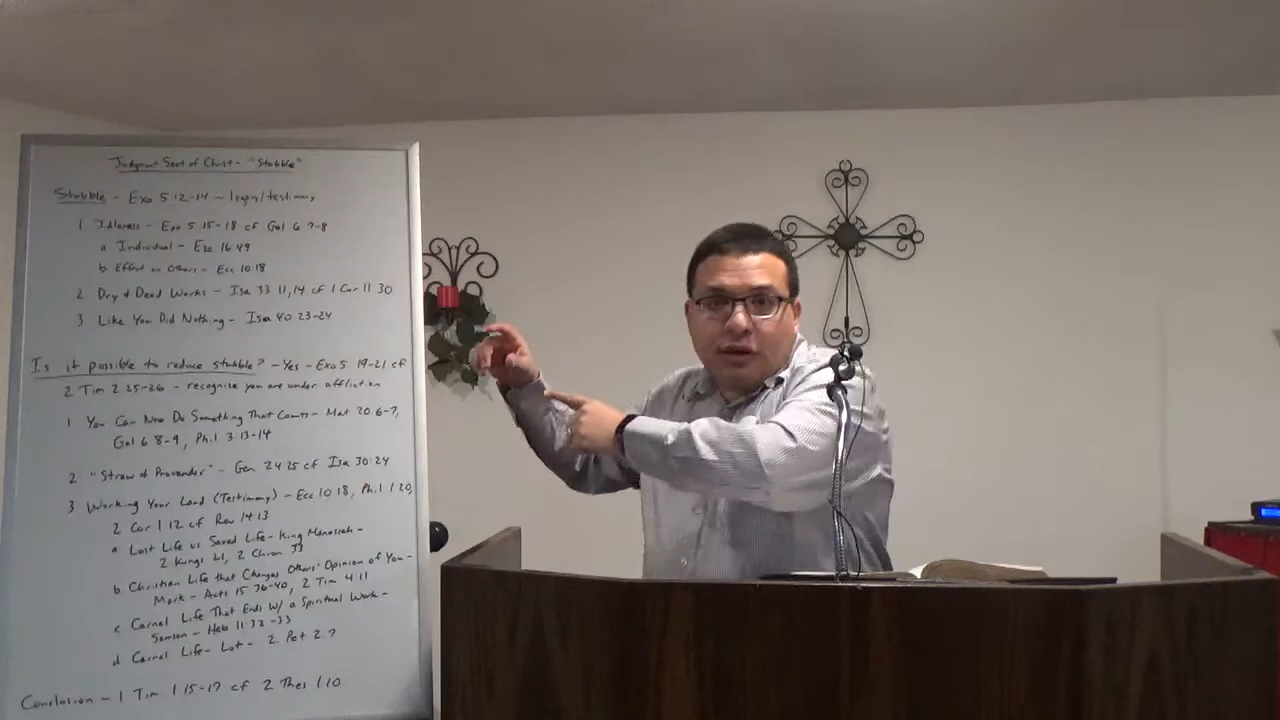 Judgment Seat of Christ - "Stubble"
Stubble - Exo 5:12-14 - legacy/testimony
1 Idleness - Exo 5:15-18 cf Gal 6:7-8
a Individual - Eze 16:49
b Effect on Others - Ecc 10:18
2 Dry & Dead Works - Isa 33:11,14 cf 1 Cor 11:30
3 Like You Did Nothing - Isa 40:23-24
Is it possible to reduce stubble? - Yes - Exo 5:19-21 cf
2 Tim 2:25-26 - recognize you are under affliction
1 You Can Now Do Something That Counts - Mat 20:6-7,
Gal 6:8-9, Phil 3:13-14
2 "Straw & Provender" - Gen 24:25 cf Isa 30:24
3 Working Your Land (Testimony) - Ecc 10:18, Phil 1:20,
2 Cor 1:12 cf Rev 14:13
a Lost Life vs Saved Life - King Manasseh -
2 Kings 21, 2 Chron 33
b Christian Life that Changes Others' Opinion of You -
Mark - Acts 15:36-40, 2 Tim 4:11
c Carnal Life That Ends W/ a Spiritual Work -
Samson - Heb 11:32-33
d Carnal Life - Lot - 2 Pet 2:7
Conclusion - 1 Tim 1:15-17 cf 2 Thes 1:10